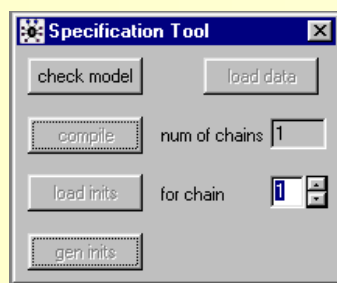 Specification Tool
check model load data
compile num of chains 1
load inits for chain 1
gen inits